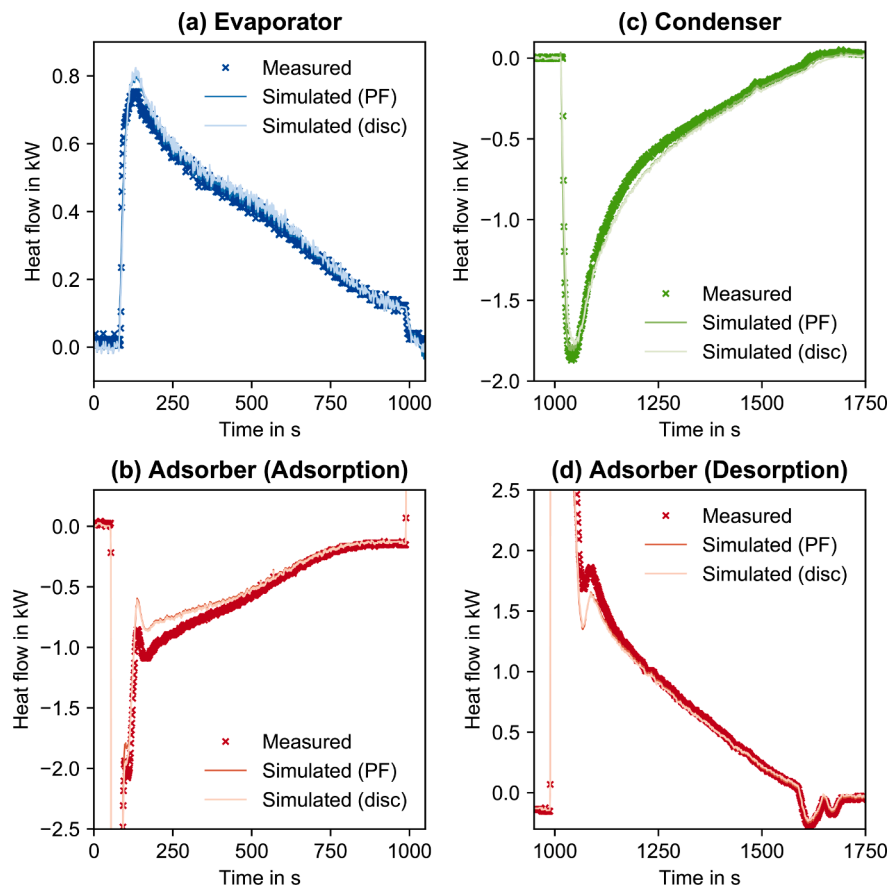 (a) Evaporator
0.8
0.6
0.4
0.2
0.0
Heat flow in kW
Measured
Simulated (PF)
Simulated (disc)
0
250
500
750
1000
Time in s
(c) Condenser
0.0
−0.5
−1.0
−1.5
−2.0
Heat flow in kW
Measured
Simulated (PF)
Simulated (disc)
1000
1250
1500
1750
Time in s
(b) Adsorber (Adsorption)
0.0
−0.5
−1.0
−1.5
−2.0
−2.5
Heat flow in kW
Measured
Simulated (PF)
Simulated (disc)
0
250
500
750
1000
Time in s
(d) Adsorber (Desorption)
2.5
2.0
1.5
1.0
0.5
0.0
Heat flow in kW
Measured
Simulated (PF)
Simulated (disc)
1000
1250
1500
1750
Time in s